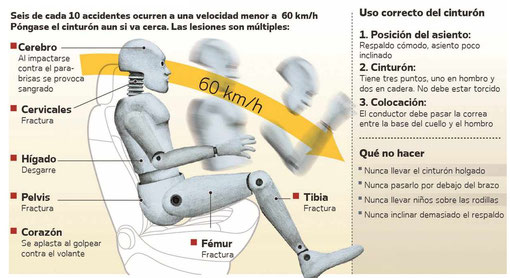 Seis de cada 10 accidentes ocurren a una velocidad menor a 60 km/h
Póngase el cinturón aun si va cerca. Las lesiones son múltiples:
Cerebro
Al impactarse
contra el para-
brisas se provoca
sangrado
Cervicales
Fractura
Hígado
Desgarre
Pelvis
Fractura
Corazón
Se aplasta al golpear
contra el volante
60 km/h
Fémur
Fractura
Tibia
Fractura
Uso correcto del cinturón
1. Posición del asiento:
Respaldo cómodo, asiento poco
inclinado
2. Cinturón:
Tiene tres puntos, uno en hombro y
dos en cadera. No debe estar torcido
3. Colocación:
El conductor debe pasar la correa
entre la base del cuello y el hombro
Qué no hacer
Nunca llevar el cinturón holgado
Nunca pasarlo por debajo del brazo
Nunca llevar niños sobre las rodillas
Nunca inclinar demasiado el respaldo